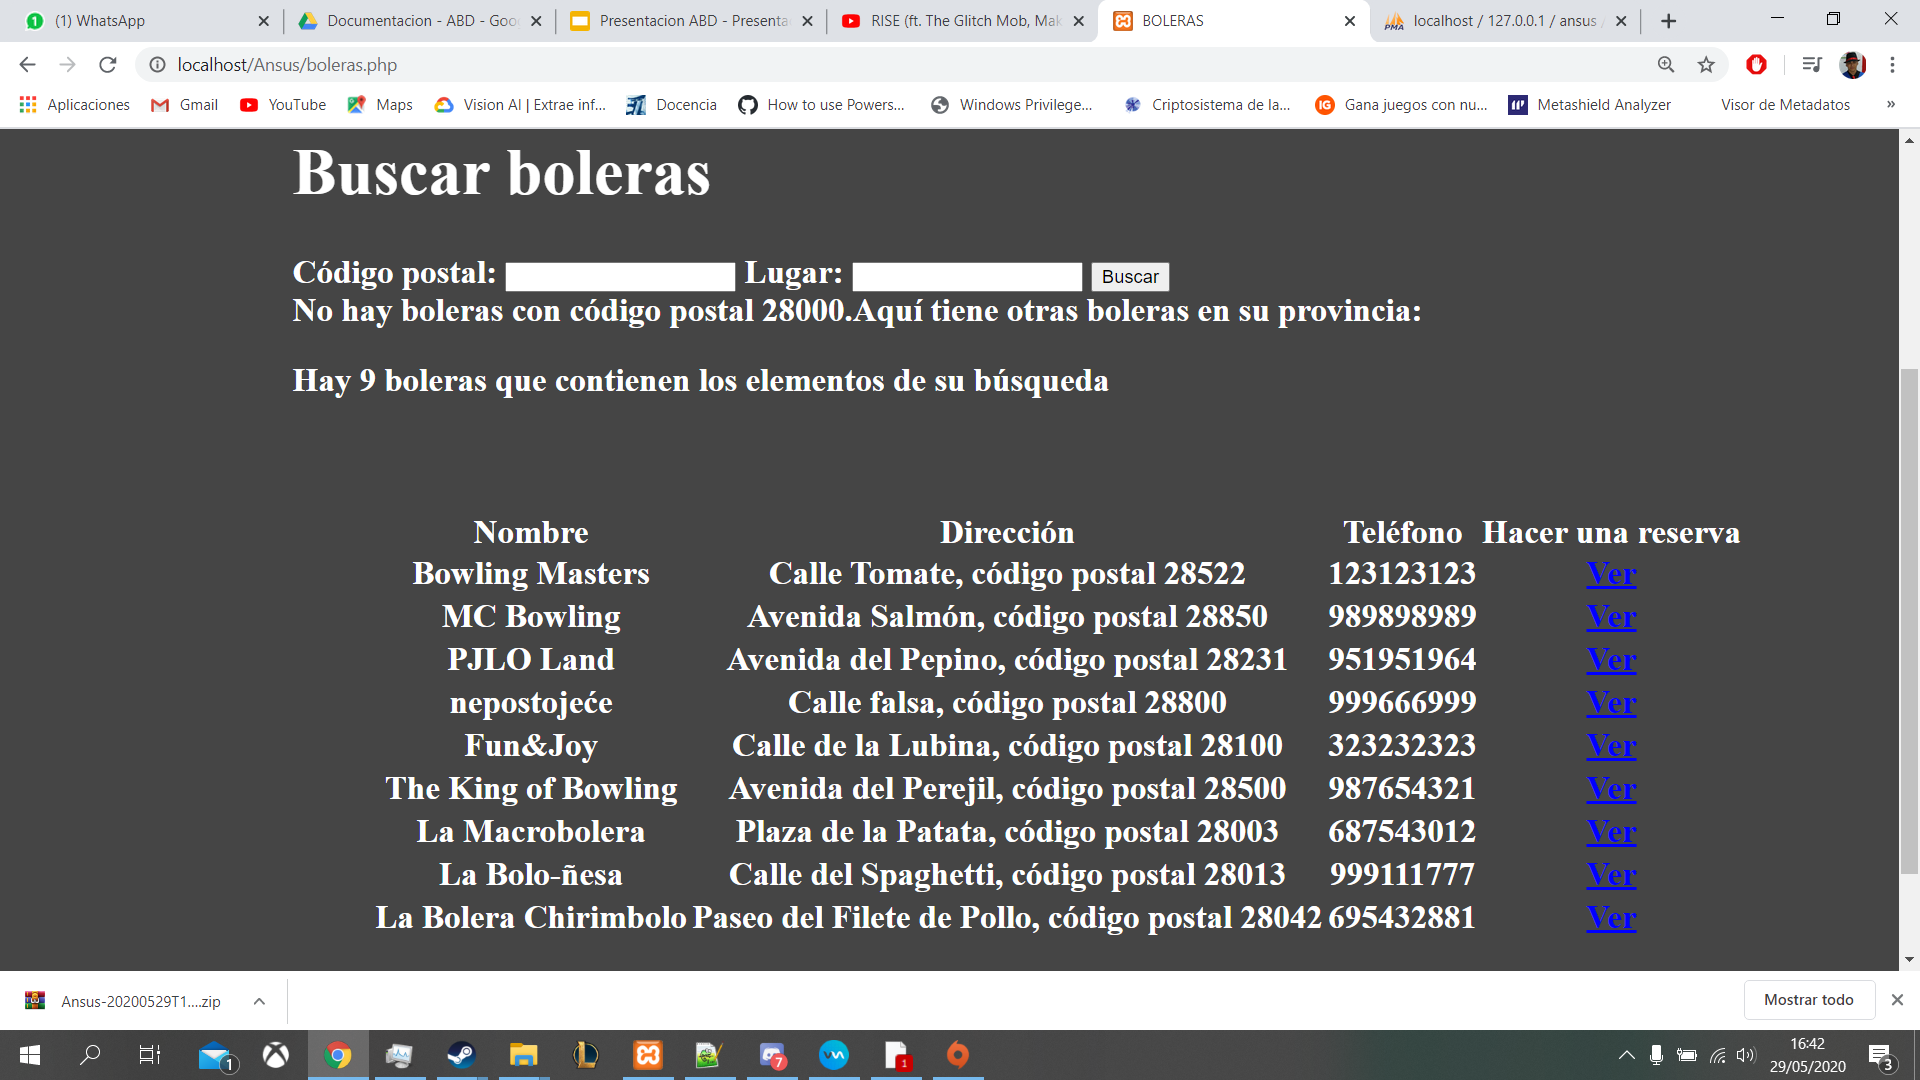 (1) WhatsApp
Documentacion - ABD - Goo
Presentacion ABD - Presenta
RISE (ft. The Glitch Mob, Mak
BOLERAS
PMA localhost / 127.0.0.1 / ansus
localhost/Ansus/boleras.php
Aplicaciones
Gmail
YouTube
Maps
Vision AI | Extrae inf...
Docencia
How to use Powers...
Windows Privilege...
Criptosistema de la...
IG Gana juegos con nu...
Metashield Analyzer
Visor de Metadatos
»
Buscar boleras
Código postal: Lugar: Buscar
No hay boleras con código postal 28000.Aquí tiene otras boleras en su provincia:
Hay 9 boleras que contienen los elementos de su búsqueda
Nombre Dirección Teléfono Hacer una reserva
Bowling Masters Calle Tomate, código postal 28522 123123123 Ver
MC Bowling Avenida Salmón, código postal 28850 989898989 Ver
PJLO Land Avenida del Pepino, código postal 28231 951951964 Ver
nepostojeće Calle falsa, código postal 28800 999666999 Ver
Fun&Joy Calle de la Lubina, código postal 28100 323232323 Ver
The King of Bowling Avenida del Perejil, código postal 28500 987654321 Ver
La Macrobolera Plaza de la Patata, código postal 28003 687543012 Ver
La Bolo-ñesa Calle del Spaghetti, código postal 28013 999111777 Ver
La Bolera Chirimbolo Paseo del Filete de Pollo, código postal 28042 695432881 Ver
Ansus-20200529T1....zip
Mostrar todo
1
7
1
16:42
29/05/2020
3